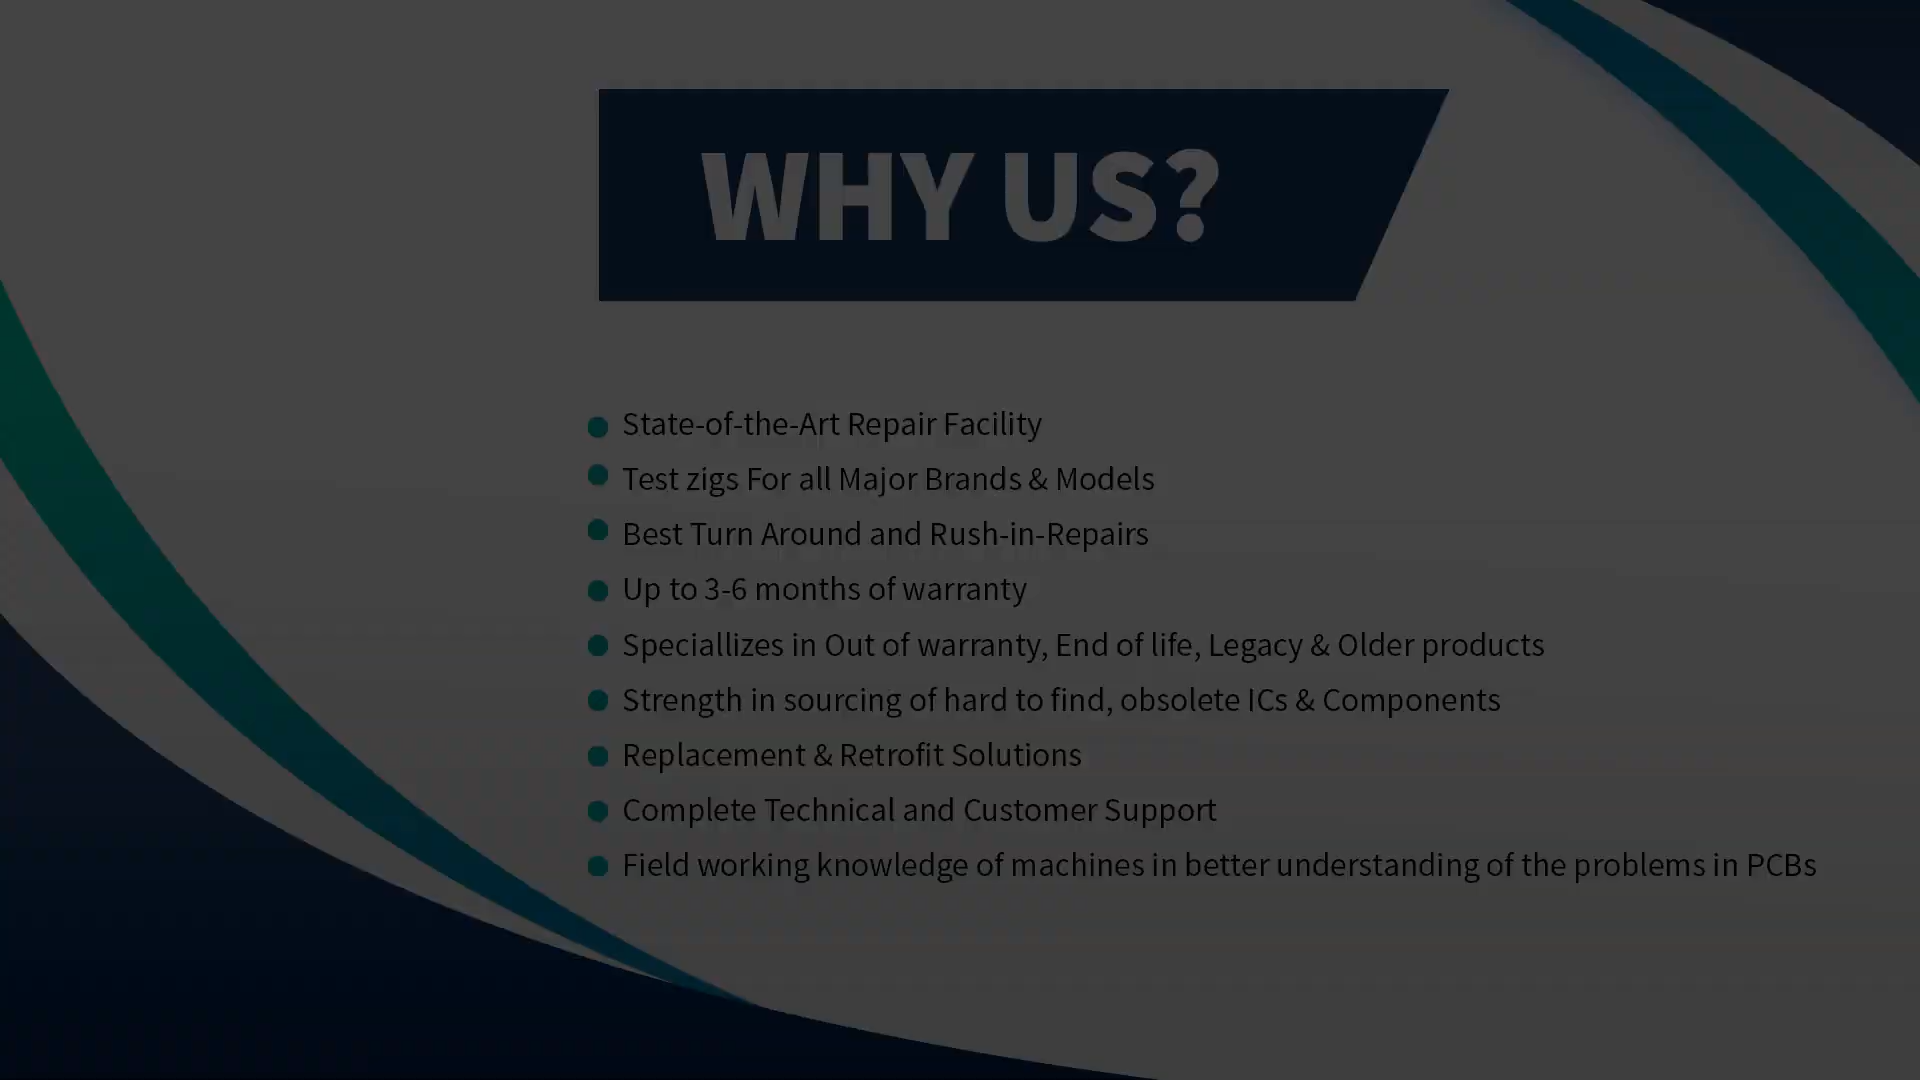 WHY US?
State-of-the-Art Repair Facility
Test zigs For all Major Brands & Models
Best Turn Around and Rush-in-Repairs
Up to 3-6 months of warranty
Speciallizes in Out of warranty, End of life, Legacy & Older products
Strength in sourcing of hard to find, obsolete ICs & Components
Replacement & Retrofit Solutions
Complete Technical and Customer Support
Field working knowledge of machines in better understanding of the problems in PCBs